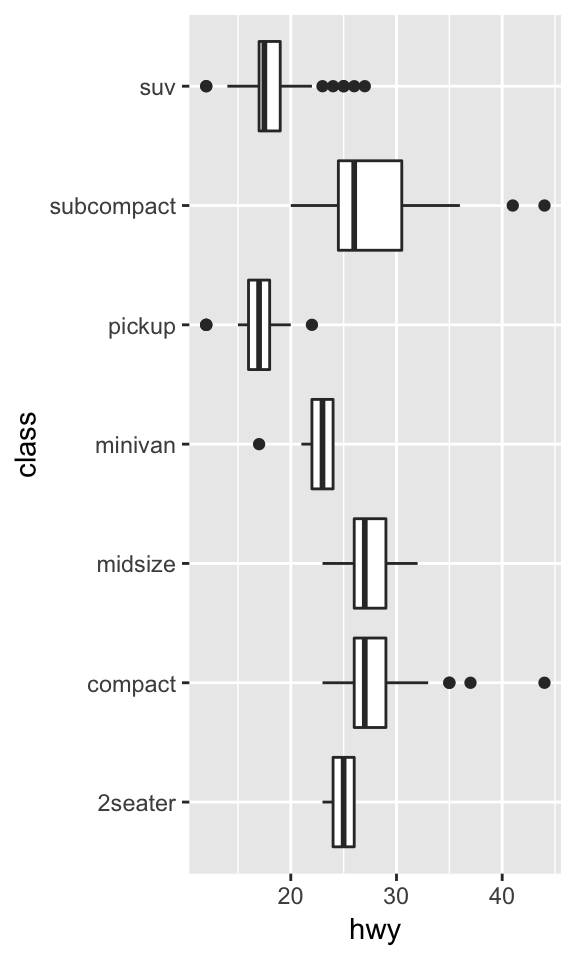 suv
subcompact
pickup
minivan
midsize
compact
2seater
class
20 30 40
hwy